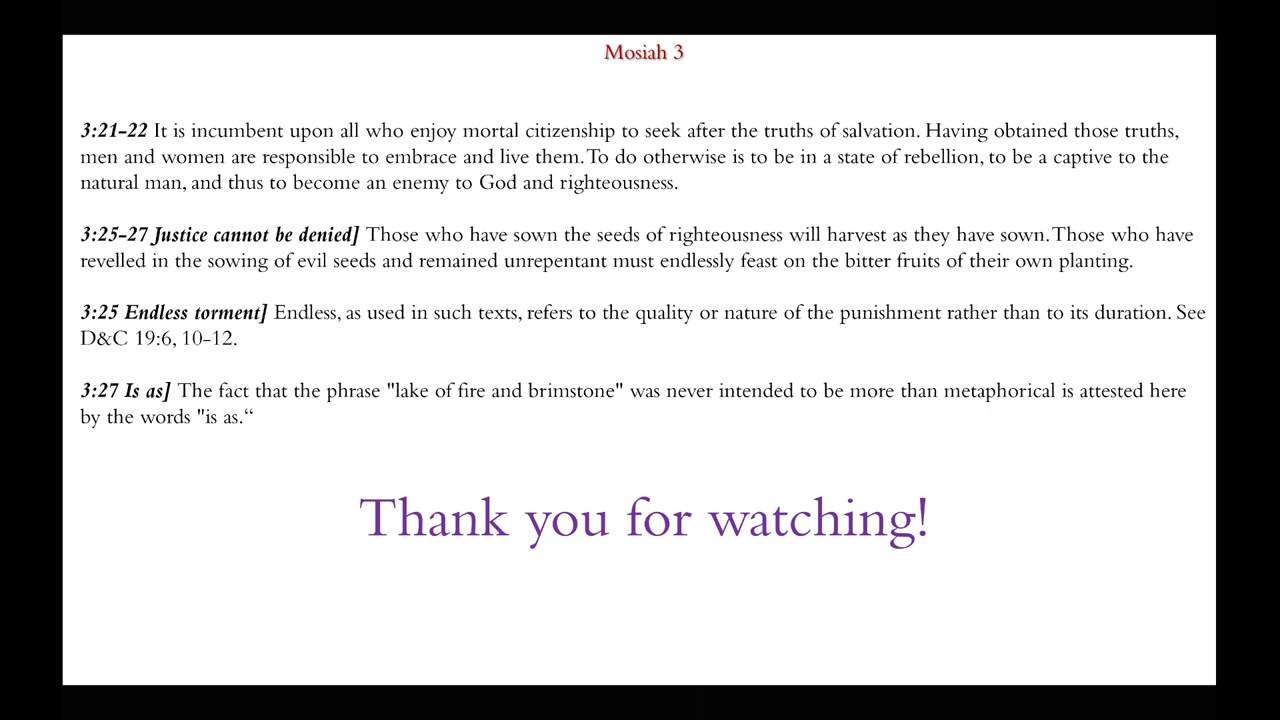 Mosiah 3
3:21-22 It is incumbent upon all who enjoy mortal citizenship to seek after the truths of salvation. Having obtained those truths,
men and women are responsible to embrace and live them. To do otherwise is to be in a state of rebellion, to be a captive to the
natural man, and thus to become an enemy to God and righteousness.
3:25-27 Justice cannot be denied] Those who have sown the seeds of righteousness will harvest as they have sown. Those who have
revelled in the sowing of evil seeds and remained unrepentant must endlessly feast on the bitter fruits of their own planting.
3:25 Endless torment] Endless, as used in such texts, refers to the quality or nature of the punishment rather than to its duration. See
D&C 19:6, 10-12.
3:27 Is as] The fact that the phrase "lake of fire and brimstone" was never intended to be more than metaphorical is attested here
by the words "is as.“
Thank you for watching!